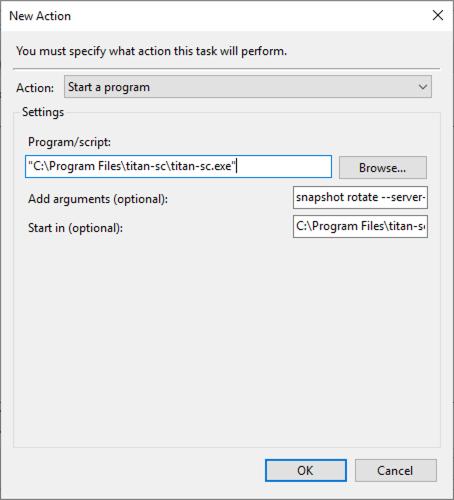 New Action
You must specify what action this task will perform.
Action: Start a program
Settings
Program/script:
"C:\Program Files\titan-sc\titan-sc.exe" Browse...
Add arguments (optional): snapshot rotate --server-
Start in (optional): C:\Program Files\titan-sc
OK Cancel